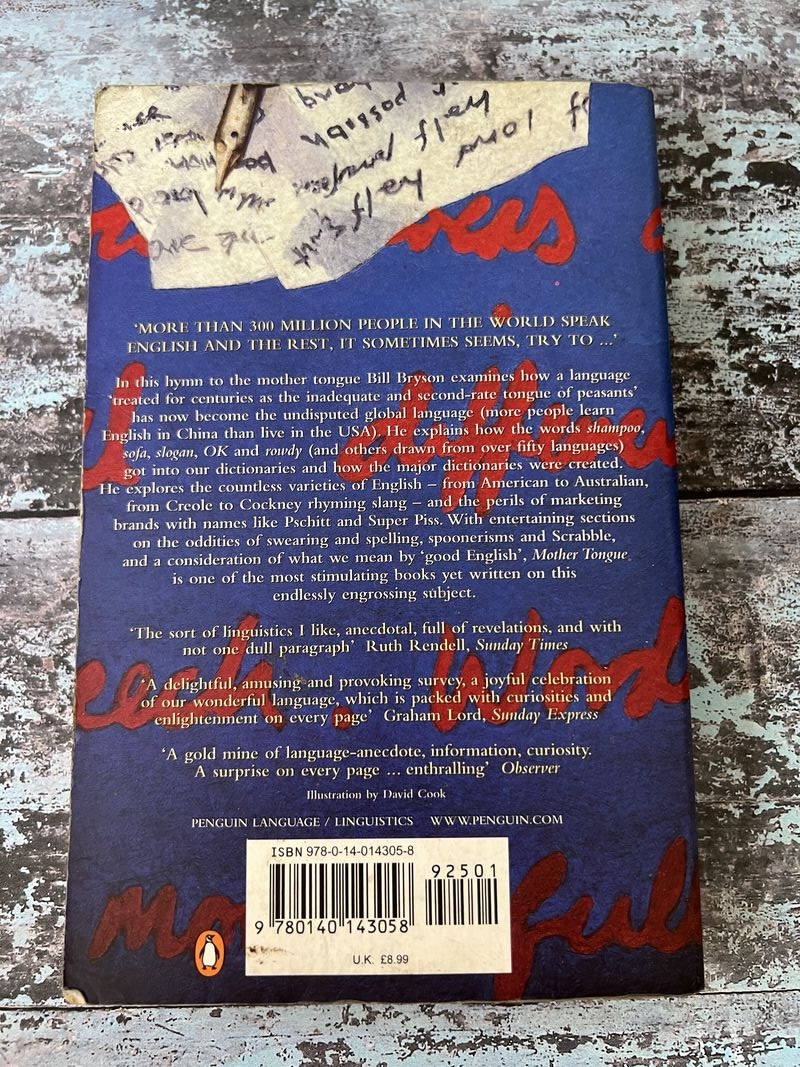 half
possible
half
long
half
'MORE THAN 300 MILLION PEOPLE IN THE WORLD SPEAK
ENGLISH AND THE REST, IT SOMETIMES SEEMS, TRY TO ...'
In this hymn to the mother tongue Bill Bryson examines how a language
'treated for centuries as the inadequate and second-rate tongue of peasants'
has now become the undisputed global language (more people learn
English in China than live in the USA). He explains how the words shampoo,
sofa, slogan, OK and rowdy (and others drawn from over fifty languages)
got into our dictionaries and how the major dictionaries were created.
He explores the countless varieties of English – from American to Australian,
from Creole to Cockney rhyming slang – and the perils of marketing
brands with names like Pschitt and Super Piss. With entertaining sections
on the oddities of swearing and spelling, spoonerisms and Scrabble,
and a consideration of what we mean by 'good English', Mother Tongue
is one of the most stimulating books yet written on this
endlessly engrossing subject.
'The sort of linguistics I like, anecdotal, full of revelations, and with
not one dull paragraph' Ruth Rendell, Sunday Times
'A delightful, amusing and provoking survey, a joyful celebration
of our wonderful language, which is packed with curiosities and
enlightenment on every page' Graham Lord, Sunday Express
'A gold mine of language-anecdote, information, curiosity.
A surprise on every page ... enthralling' Observer
Illustration by David Cook
PENGUIN LANGUAGE / LINGUISTICS WWW.PENGUIN.COM
ISBN 978-0-14-014305-8
92501
9 780140 143058
U.K. £8.99